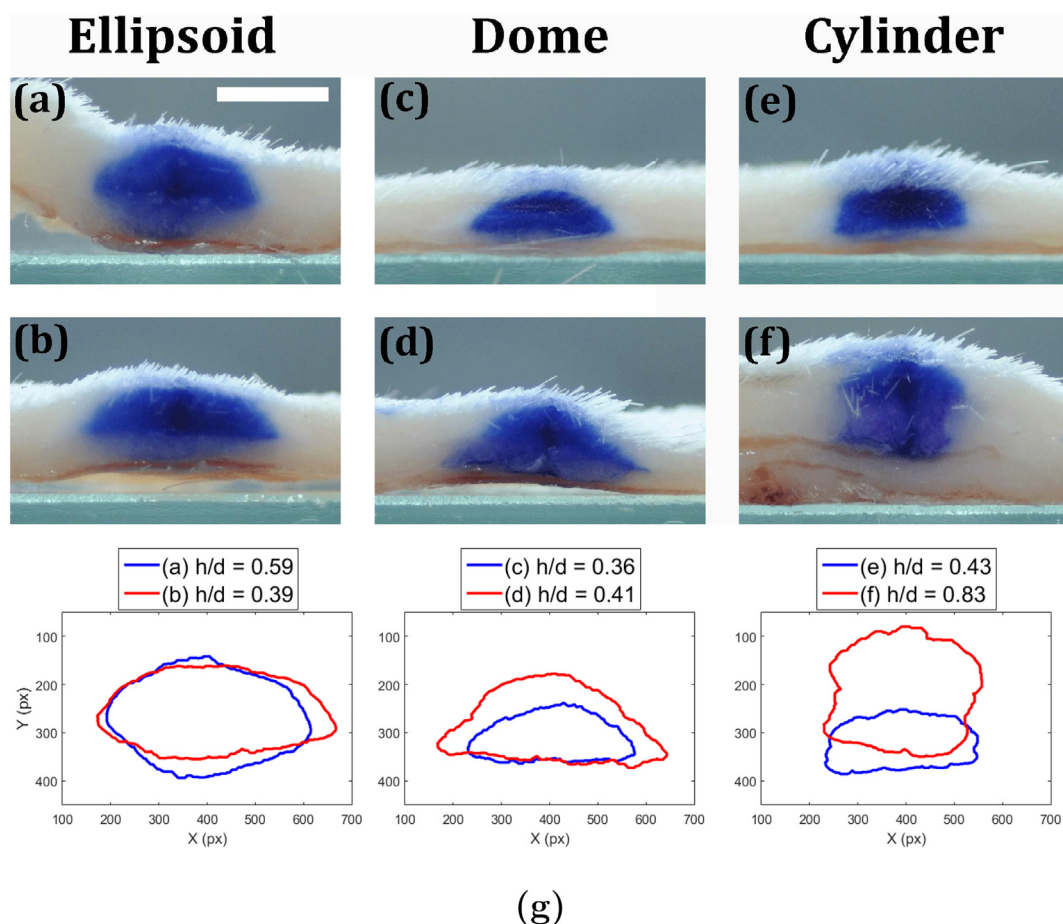 Ellipsoid Dome Cylinder
(a) (c) (e)
(b) (d) (f)
(a) h/d = 0.59
(b) h/d = 0.39
(c) h/d = 0.36
(d) h/d = 0.41
(e) h/d = 0.43
(f) h/d = 0.83
100
200
300
400
Y (px)
100 200 300 400 500 600 700
X (px)
100
200
300
400
100 200 300 400 500 600 700
X (px)
100
200
300
400
100 200 300 400 500 600 700
X (px)
(g)